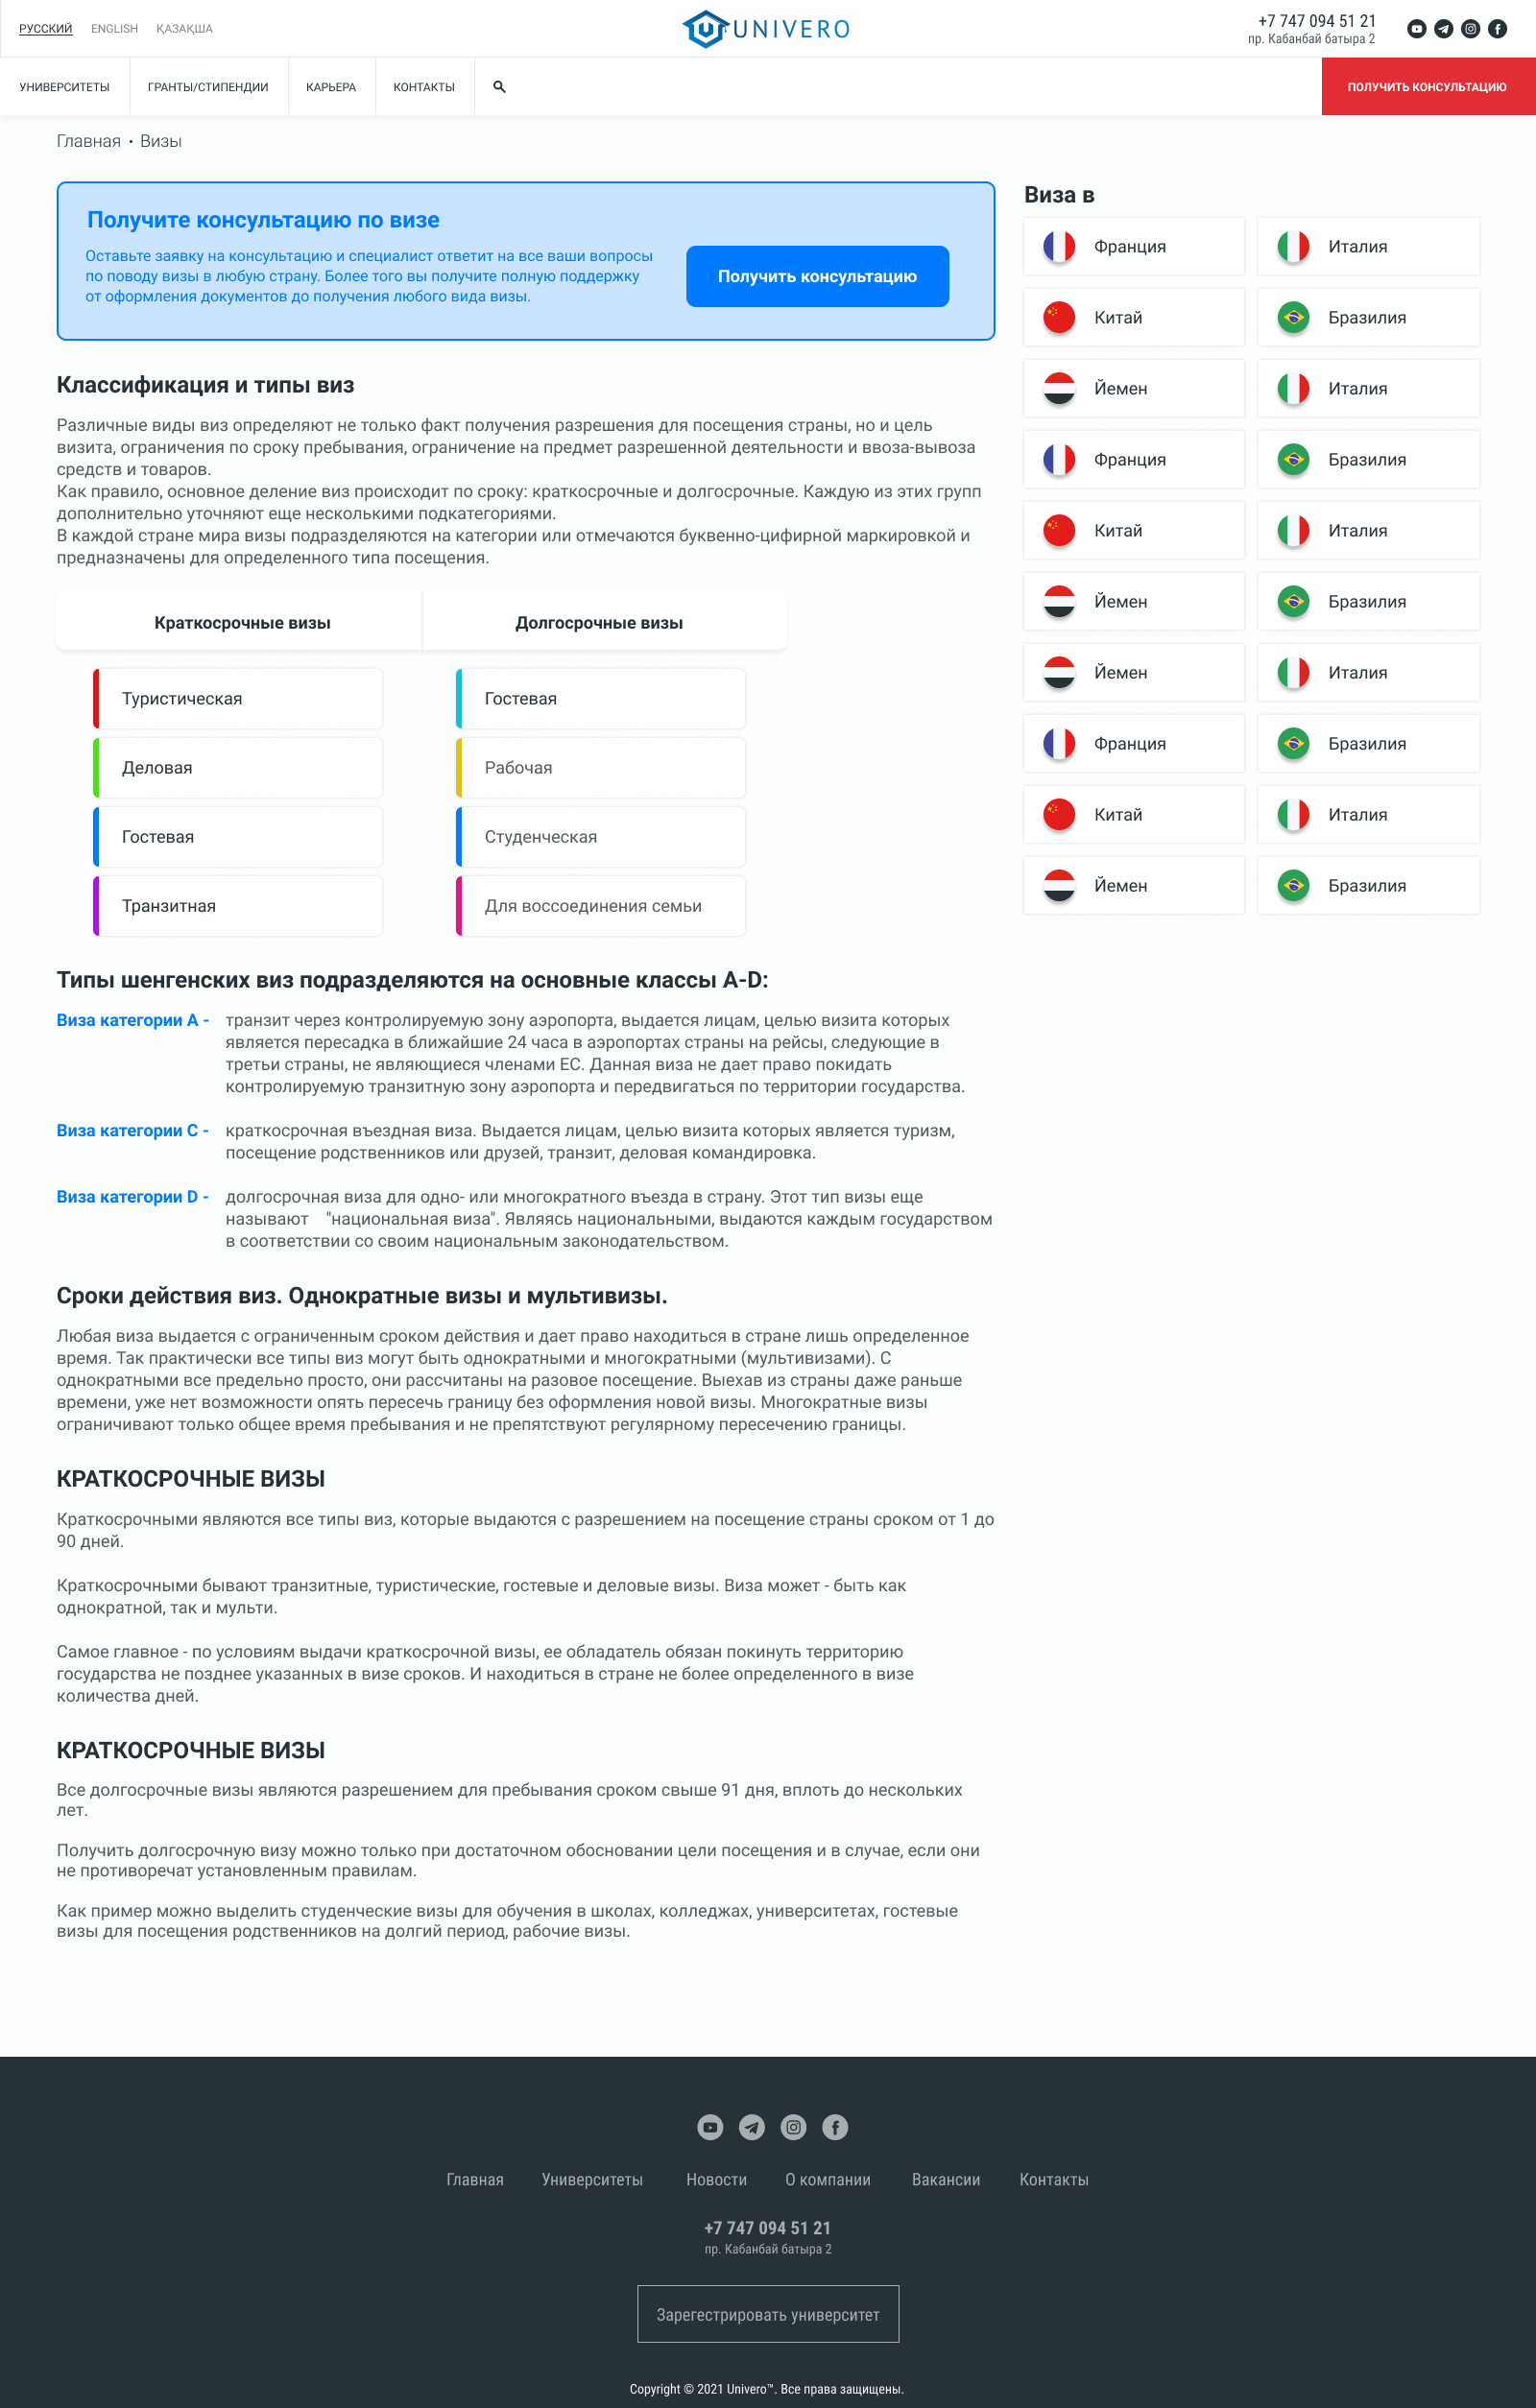 РУССКИЙ ENGLISH ҚАЗАҚША
UNIVERO
+7 747 094 51 21
пр. Кабанбай батыра 2
УНИВЕРСИТЕТЫ ГРАНТЫ/СТИПЕНДИИ КАРЬЕРА КОНТАКТЫ
ПОЛУЧИТЬ КОНСУЛЬТАЦИЮ
Главная • Визы
Получите консультацию по визе
Оставьте заявку на консультацию и специалист ответит на все ваши вопросы
по поводу визы в любую страну. Более того вы получите полную поддержку
от оформления документов до получения любого вида визы.
Получить консультацию
Классификация и типы виз
Различные виды виз определяют не только факт получения разрешения для посещения страны, но и цель
визита, ограничения по сроку пребывания, ограничение на предмет разрешенной деятельности и ввоза-вывоза
средств и товаров.
Как правило, основное деление виз происходит по сроку: краткосрочные и долгосрочные. Каждую из этих групп
дополнительно уточняют еще несколькими подкатегориями.
В каждой стране мира визы подразделяются на категории или отмечаются буквенно-цифирной маркировкой и
предназначены для определенного типа посещения.
Краткосрочные визы Долгосрочные визы
Туристическая Гостевая
Деловая Рабочая
Гостевая Студенческая
Транзитная Для воссоединения семьи
Типы шенгенских виз подразделяются на основные классы A-D:
Виза категории A - транзит через контролируемую зону аэропорта, выдается лицам, целью визита которых
является пересадка в ближайшие 24 часа в аэропортах страны на рейсы, следующие в
третьи страны, не являющиеся членами ЕС. Данная виза не дает право покидать
контролируемую транзитную зону аэропорта и передвигаться по территории государства.
Виза категории C - краткосрочная въездная виза. Выдается лицам, целью визита которых является туризм,
посещение родственников или друзей, транзит, деловая командировка.
Виза категории D - долгосрочная виза для одно- или многократного въезда в страну. Этот тип визы еще
называют "национальная виза". Являясь национальными, выдаются каждым государством
в соответствии со своим национальным законодательством.
Сроки действия виз. Однократные визы и мультивизы.
Любая виза выдается с ограниченным сроком действия и дает право находиться в стране лишь определенное
время. Так практически все типы виз могут быть однократными и многократными (мультивизами). С
однократными все предельно просто, они рассчитаны на разовое посещение. Выехав из страны даже раньше
времени, уже нет возможности опять пересечь границу без оформления новой визы. Многократные визы
ограничивают только общее время пребывания и не препятствуют регулярному пересечению границы.
КРАТКОСРОЧНЫЕ ВИЗЫ
Краткосрочными являются все типы виз, которые выдаются с разрешением на посещение страны сроком от 1 до
90 дней.
Краткосрочными бывают транзитные, туристические, гостевые и деловые визы. Виза может - быть как
однократной, так и мульти.
Самое главное - по условиям выдачи краткосрочной визы, ее обладатель обязан покинуть территорию
государства не позднее указанных в визе сроков. И находиться в стране не более определенного в визе
количества дней.
КРАТКОСРОЧНЫЕ ВИЗЫ
Все долгосрочные визы являются разрешением для пребывания сроком свыше 91 дня, вплоть до нескольких
лет.
Получить долгосрочную визу можно только при достаточном обосновании цели посещения и в случае, если они
не противоречат установленным правилам.
Как пример можно выделить студенческие визы для обучения в школах, колледжах, университетах, гостевые
визы для посещения родственников на долгий период, рабочие визы.
Виза в
Франция Италия
Китай Бразилия
Йемен Италия
Франция Бразилия
Китай Италия
Йемен Бразилия
Йемен Италия
Франция Бразилия
Китай Италия
Йемен Бразилия
Главная Университеты Новости О компании Вакансии Контакты
+7 747 094 51 21
пр. Кабанбай батыра 2
Зарегестрировать университет
Copyright © 2021 Univero™. Все права защищены.